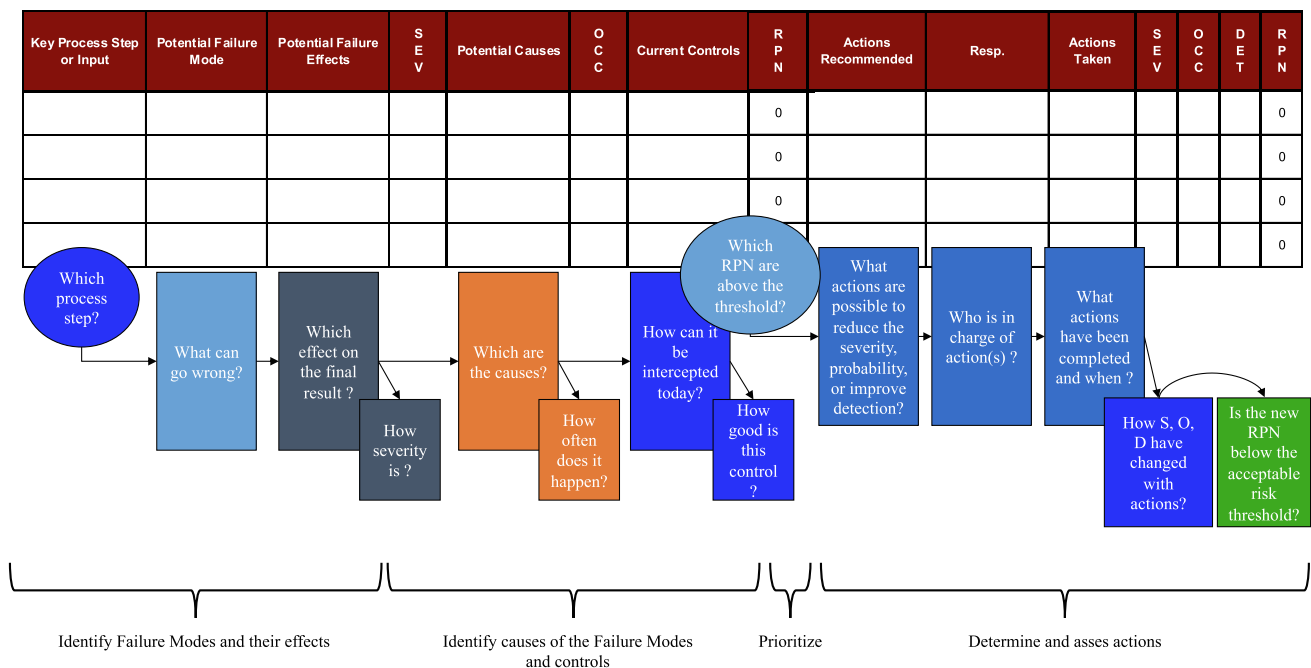 Key Process Step
or Input
Potential Failure
Mode
Potential Failure
Effects
S
E
V
Potential Causes
O
C
C
Current Controls
R
P
N
Actions
Recommended
Resp.
Actions
Taken
S
E
V
O
C
C
D
E
T
R
P
N
0
0
0
0
0
0
0
Which
process
step?
What can
go wrong?
Which
effect on
the final
result ?
How
severity
is ?
Which are
the causes?
How
often
does it
happen?
How can it
be
intercepted
today?
How
good is
this
control
?
Which
RPN are
above the
threshold?
What
actions are
possible to
reduce the
severity,
probability,
or improve
detection?
Who is in
charge of
action(s) ?
What
actions
have been
completed
and when ?
How S, O,
D have
changed
with
actions?
Is the new
RPN
below the
acceptable
risk
threshold?
Identify Failure Modes and their effects
Identify causes of the Failure Modes
and controls
Prioritize
Determine and asses actions